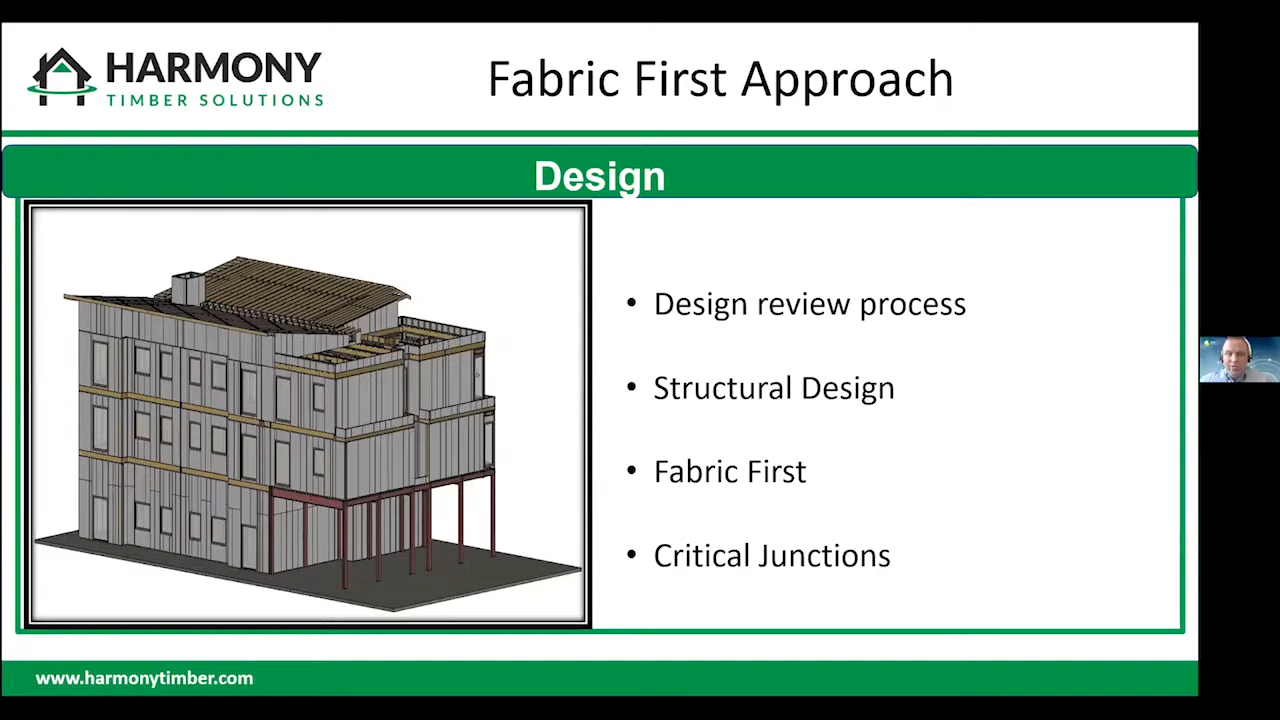 HARMONY
TIMBER SOLUTIONS
Fabric First Approach
Design
• Design review process
• Structural Design
• Fabric First
• Critical Junctions
www.harmonytimber.com